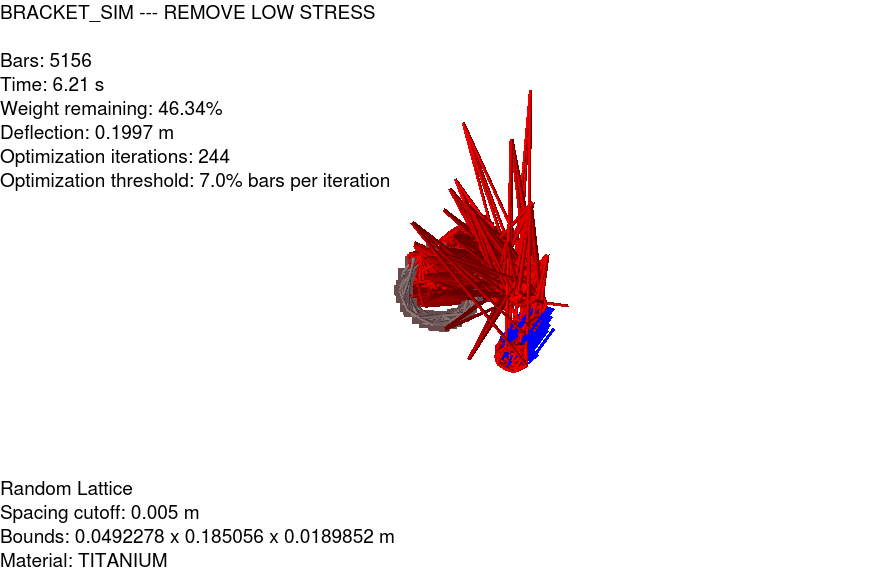 BRACKET_SIM --- REMOVE LOW STRESS
Bars: 5156
Time: 6.21 s
Weight remaining: 46.34%
Deflection: 0.1997 m
Optimization iterations: 244
Optimization threshold: 7.0% bars per iteration
Random Lattice
Spacing cutoff: 0.005 m
Bounds: 0.0492278 x 0.185056 x 0.0189852 m
Material: TITANIUM